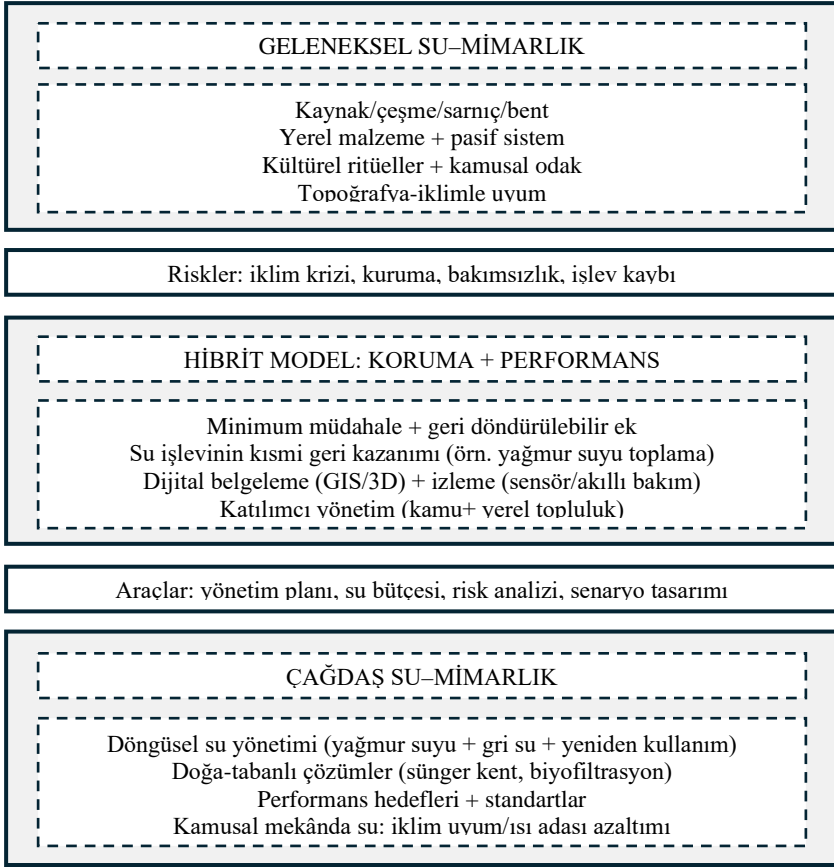 GELENEKSEL SU–MİMARLIK
Kaynak/çeşme/sarnıç/bent
Yerel malzeme + pasif sistem
Kültürel ritüeller + kamusal odak
Topoğrafya-iklimle uyum
Riskler: iklim krizi, kuruma, bakımsızlık, işlev kaybı
HİBRİT MODEL: KORUMA + PERFORMANS
Minimum müdahale + geri döndürülebilir ek
Su işlevinin kısmi geri kazanımı (örn. yağmur suyu toplama)
Dijital belgeleme (GIS/3D) + izleme (sensör/akıllı bakım)
Katılımcı yönetim (kamu+ yerel topluluk)
Araçlar: yönetim planı, su bütçesi, risk analizi, senaryo tasarımı
ÇAĞDAŞ SU–MİMARLIK
Döngüsel su yönetimi (yağmur suyu + gri su + yeniden kullanım)
Doğa-tabanlı çözümler (sünger kent, biyofiltrasyon)
Performans hedefleri + standartlar
Kamusal mekânda su: iklim uyum/ısı adası azaltımı